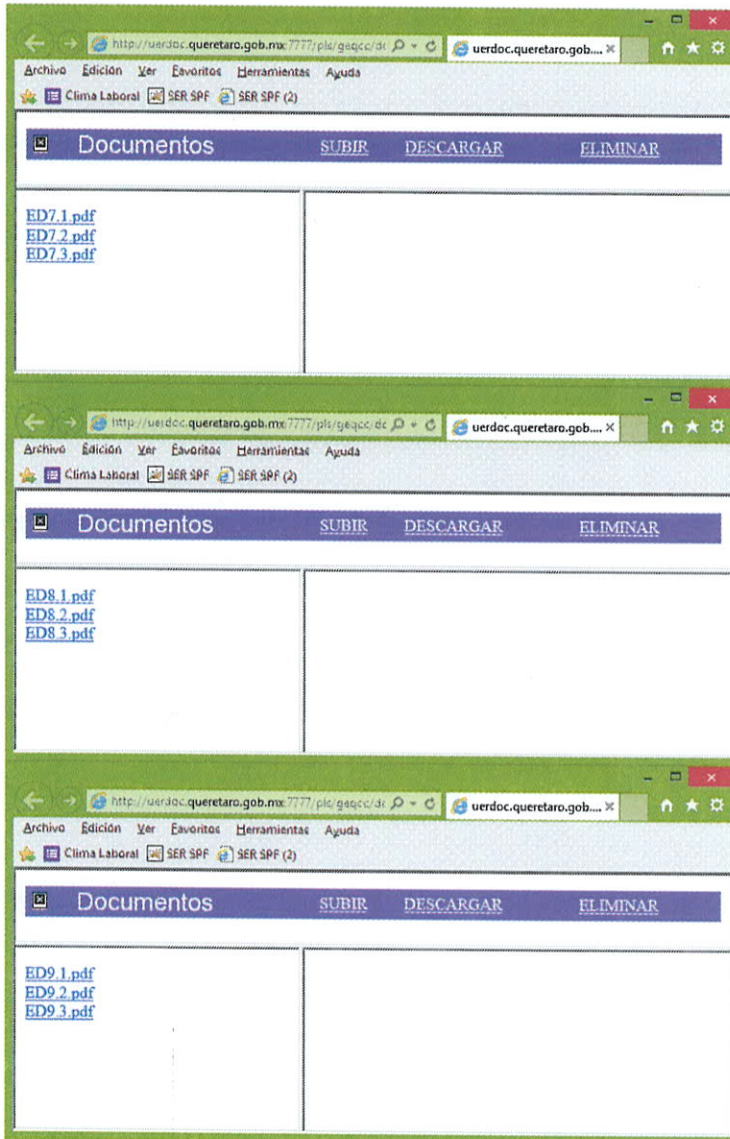 http://uerdoc.queretaro.gob.mx:7777/pls/geqcc/dc uerdoc.queretaro.gob....
Archivo Edición Ver Favoritos Herramientas Ayuda
Clima Laboral SER SPF SER SPF (2)
Documentos SUBIR DESCARGAR ELIMINAR
ED7.1.pdf
ED7.2.pdf
ED7.3.pdf
http://uerdoc.queretaro.gob.mx:7777/pls/geqcc/dc uerdoc.queretaro.gob....
Archivo Edición Ver Favoritos Herramientas Ayuda
Clima Laboral SER SPF SER SPF (2)
Documentos SUBIR DESCARGAR ELIMINAR
ED8.1.pdf
ED8.2.pdf
ED8.3.pdf
http://uerdoc.queretaro.gob.mx:7777/pls/geqcc/dc uerdoc.queretaro.gob....
Archivo Edición Ver Favoritos Herramientas Ayuda
Clima Laboral SER SPF SER SPF (2)
Documentos SUBIR DESCARGAR ELIMINAR
ED9.1.pdf
ED9.2.pdf
ED9.3.pdf